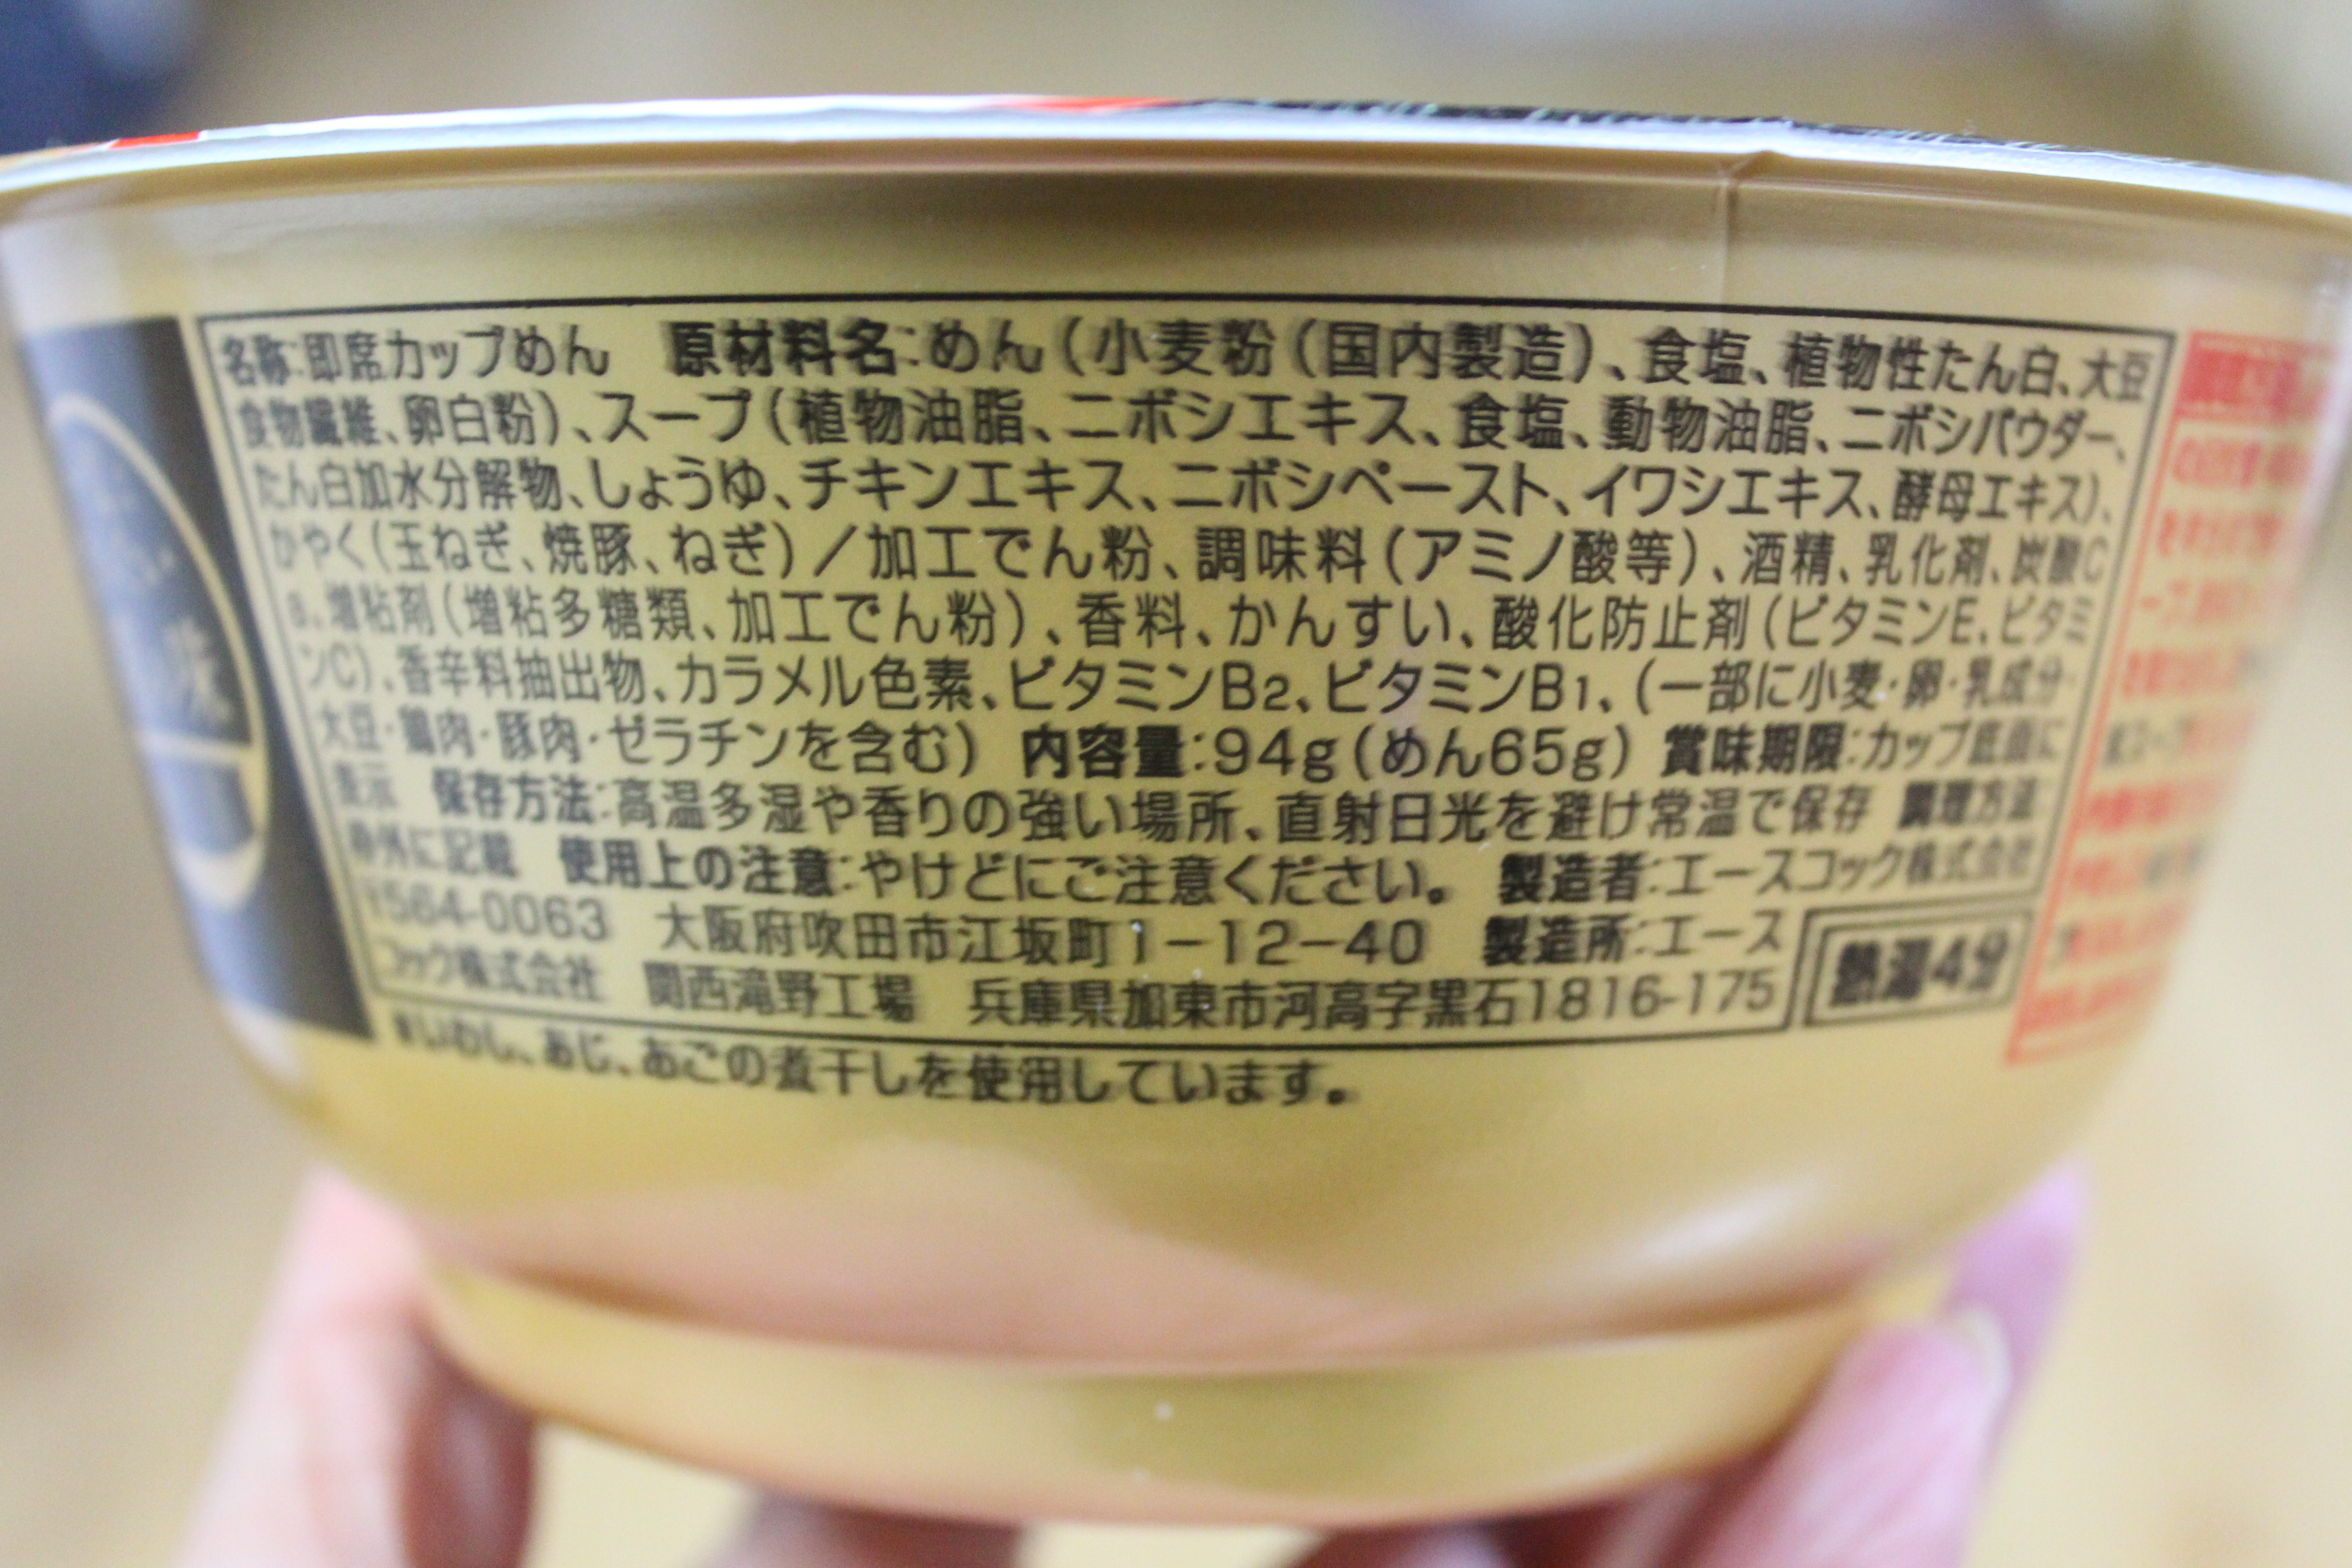 名称:即席カップめん 原材料名:めん(小麦粉(国内製造)、食塩、植物性たん白、大豆
食物繊維、卵白粉)、スープ(植物油脂、ニボシエキス、食塩、動物油脂、ニボシパウダー、
たん白加水分解物、しょうゆ、チキンエキス、ニボシペースト、イワシエキス、酵母エキス)、
かやく(玉ねぎ、焼豚、ねぎ)/加工でん粉、調味料(アミノ酸等)、酒精、乳化剤、炭酸C
a、増粘剤(増粘多糖類、加工でん粉)、香料、かんすい、酸化防止剤(ビタミンE、ビタミ
ンC)、香辛料抽出物、カラメル色素、ビタミンB2、ビタミンB1、(一部に小麦・卵・乳成分・
大豆・鶏肉・豚肉・ゼラチンを含む) 内容量:94g(めん65g) 賞味期限:カップ底面に
表示 保存方法:高温多湿や香りの強い場所、直射日光を避け常温で保存 調理方法:
枠外に記載 使用上の注意:やけどにご注意ください。 製造者:エースコック株式会社
〒564-0063 大阪府吹田市江坂町1-12-40 製造所:エース
コック株式会社 関西滝野工場 兵庫県加東市河高字黒石1816-175
熱湯4分
※いわし、あじ、あごの煮干しを使用しています。
味